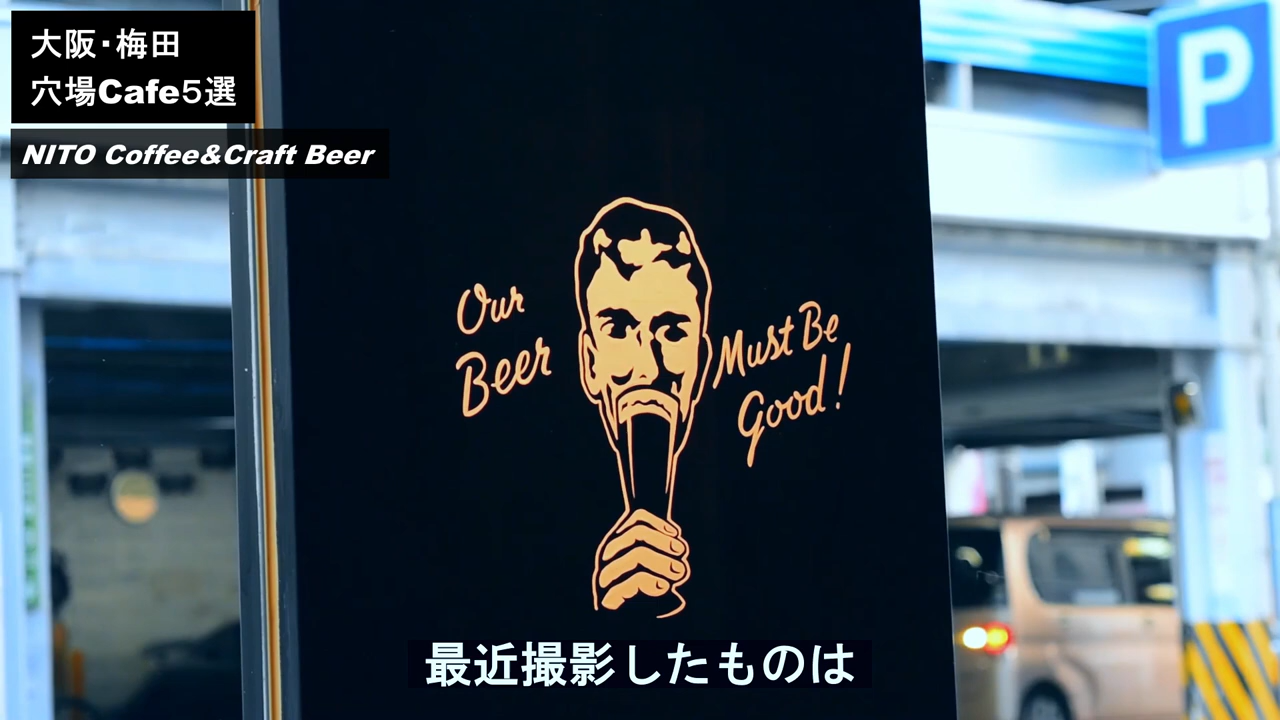 大阪・梅田
穴場Cafe5選
NITO Coffee&Craft Beer
P
Our
Beer
Must Be
Good!
最近撮影したものは